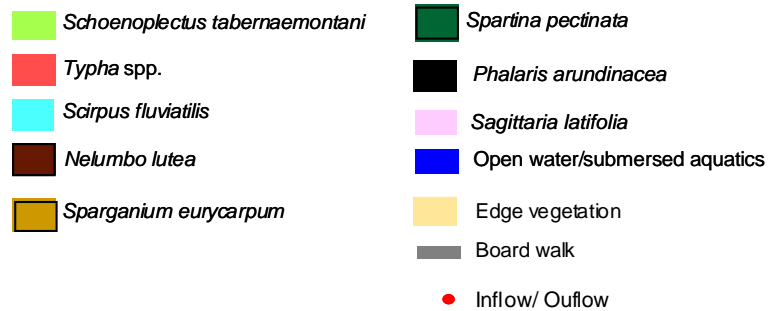 Schoenoplectus tabernaemontani
Typha spp.
Scirpus fluviatilis
Nelumbo lutea
Sparganium eurycarpum
Spartina pectinata
Phalaris arundinacea
Sagittaria latifolia
Open water/submersed aquatics
Edge vegetation
Board walk
Inflow/ Ouflow